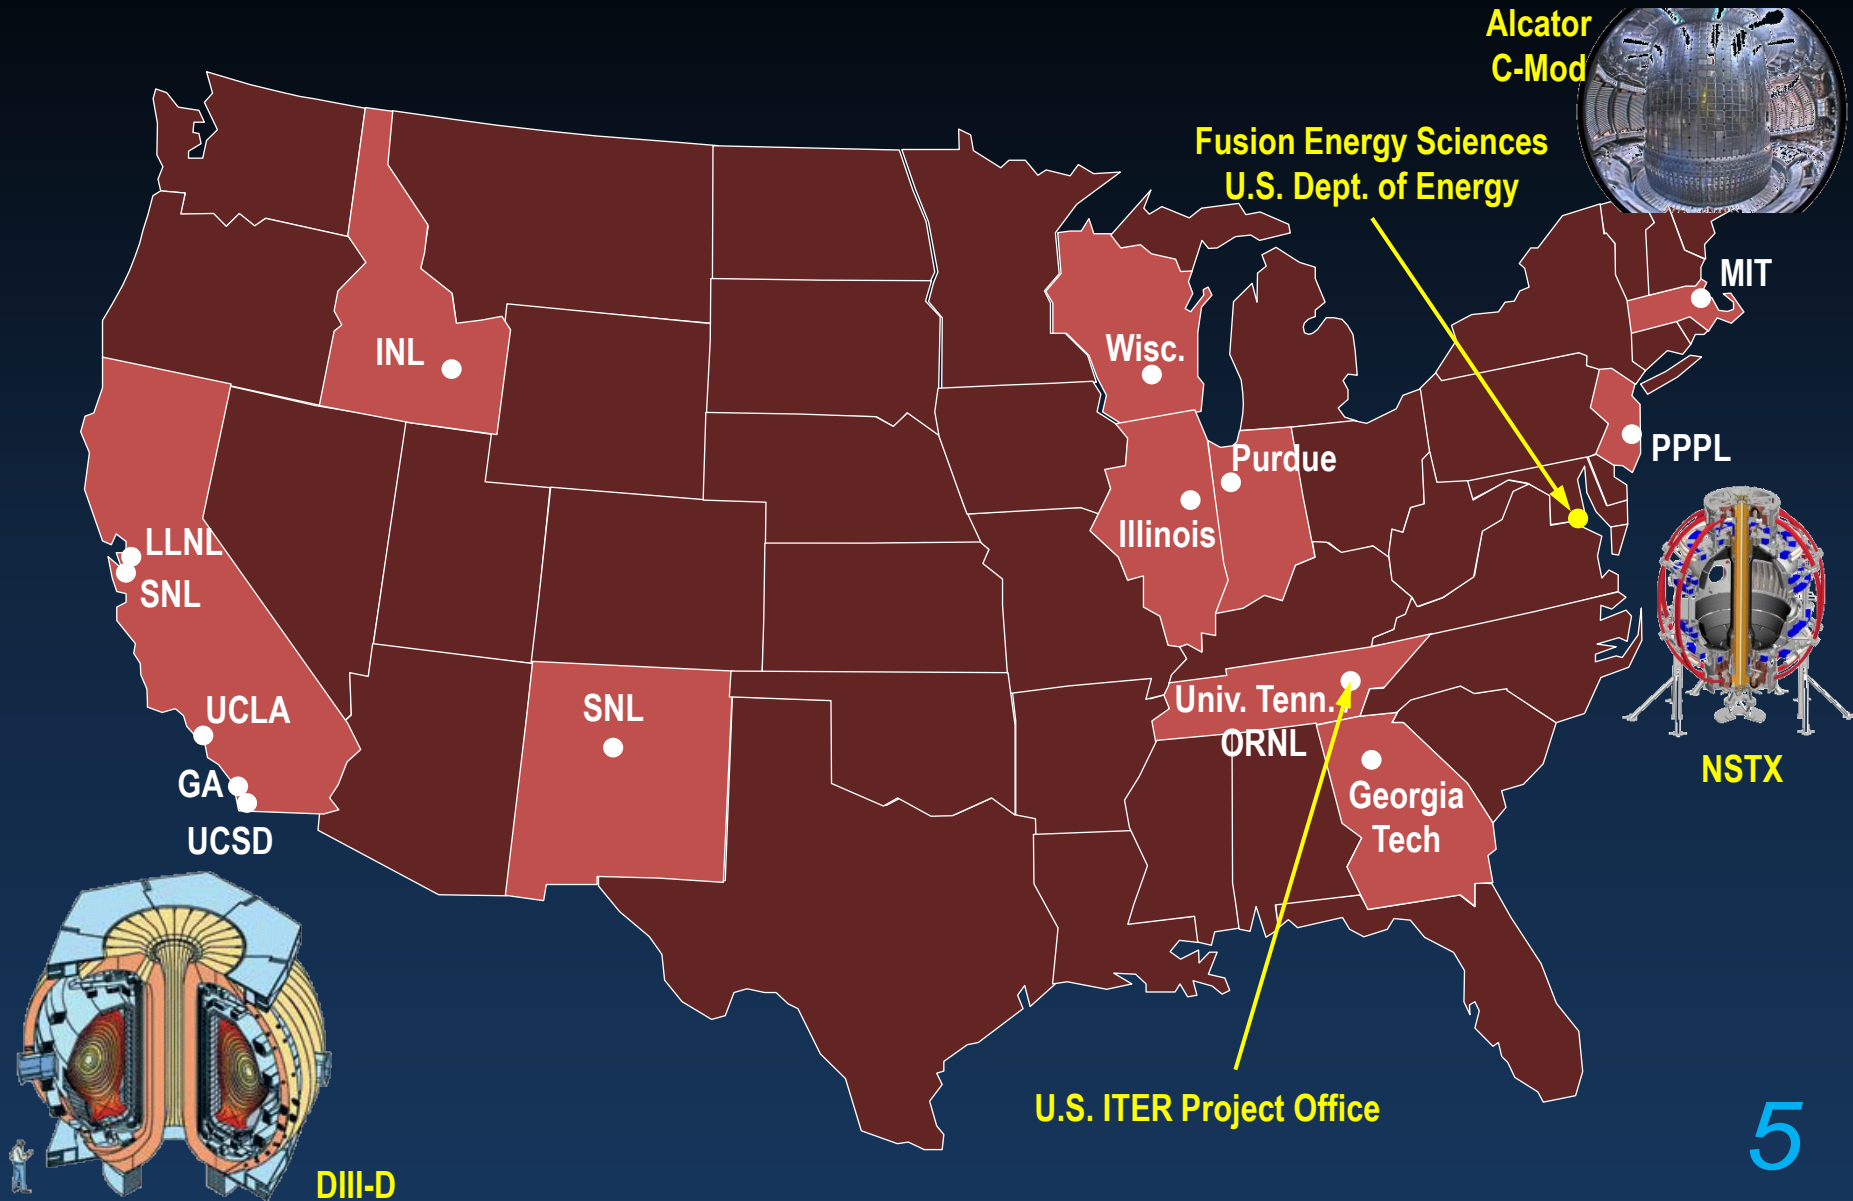 Alcator
C-Mod
Fusion Energy Sciences
U.S. Dept. of Energy
MIT
INL
Wisc.
PPPL
Purdue
Illinois
LLNL
SNL
UCLA
SNL
Univ. Tenn.,
ORNL
GA
UCSD
Georgia
Tech
NSTX
U.S. ITER Project Office
DIII-D
5